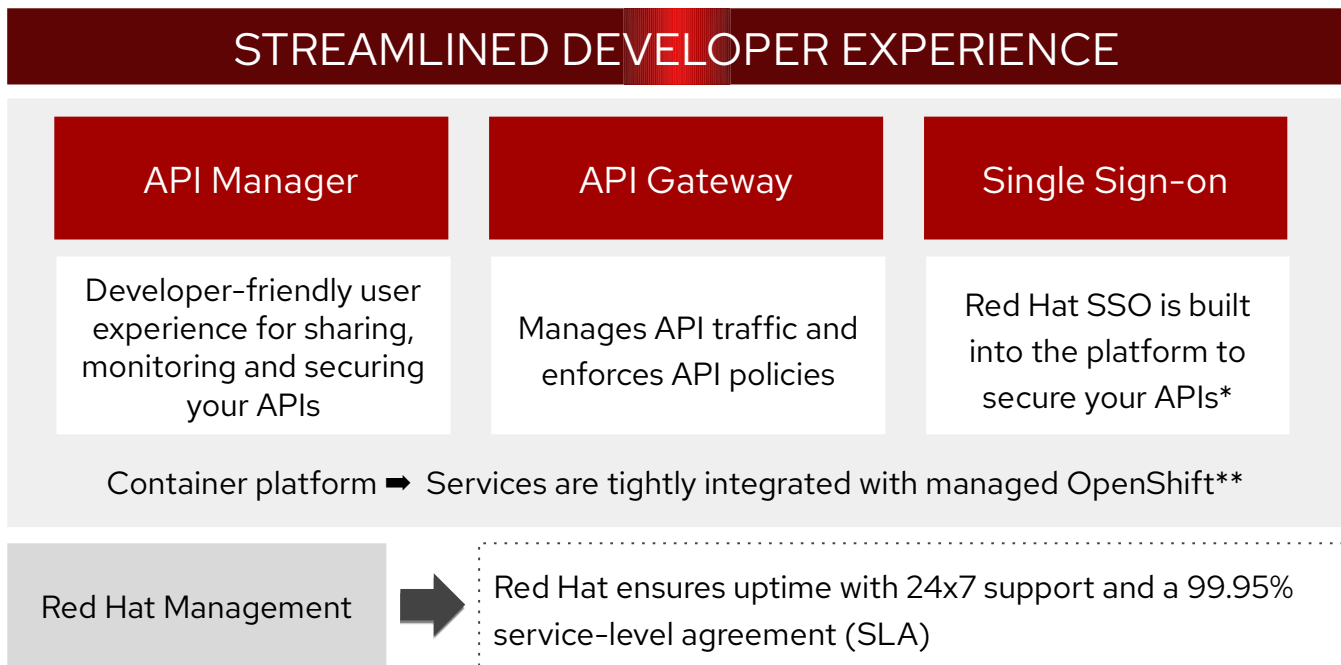 STREAMLINED DEVELOPER EXPERIENCE
API Manager
API Gateway
Single Sign-on
Developer-friendly user
experience for sharing,
monitoring and securing
your APIs
Manages API traffic and
enforces API policies
Red Hat SSO is built
into the platform to
secure your APIs*
Container platform ➡ Services are tightly integrated with managed OpenShift**
Red Hat Management
Red Hat ensures uptime with 24x7 support and a 99.95%
service-level agreement (SLA)